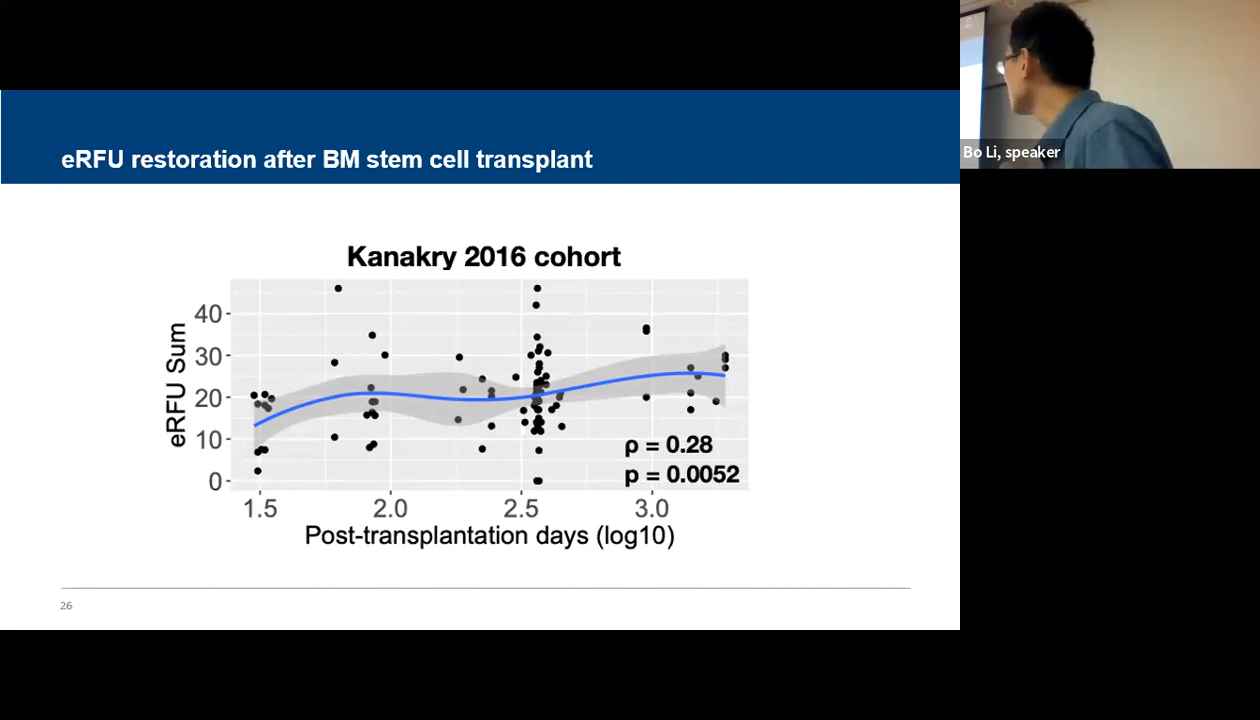 eRFU restoration after BM stem cell transplant
Bo Li, speaker
Kanakry 2016 cohort
eRFU Sum
40
30
20
10
0
ρ = 0.28
p = 0.0052
1.5 2.0 2.5 3.0
Post-transplantation days (log10)
26